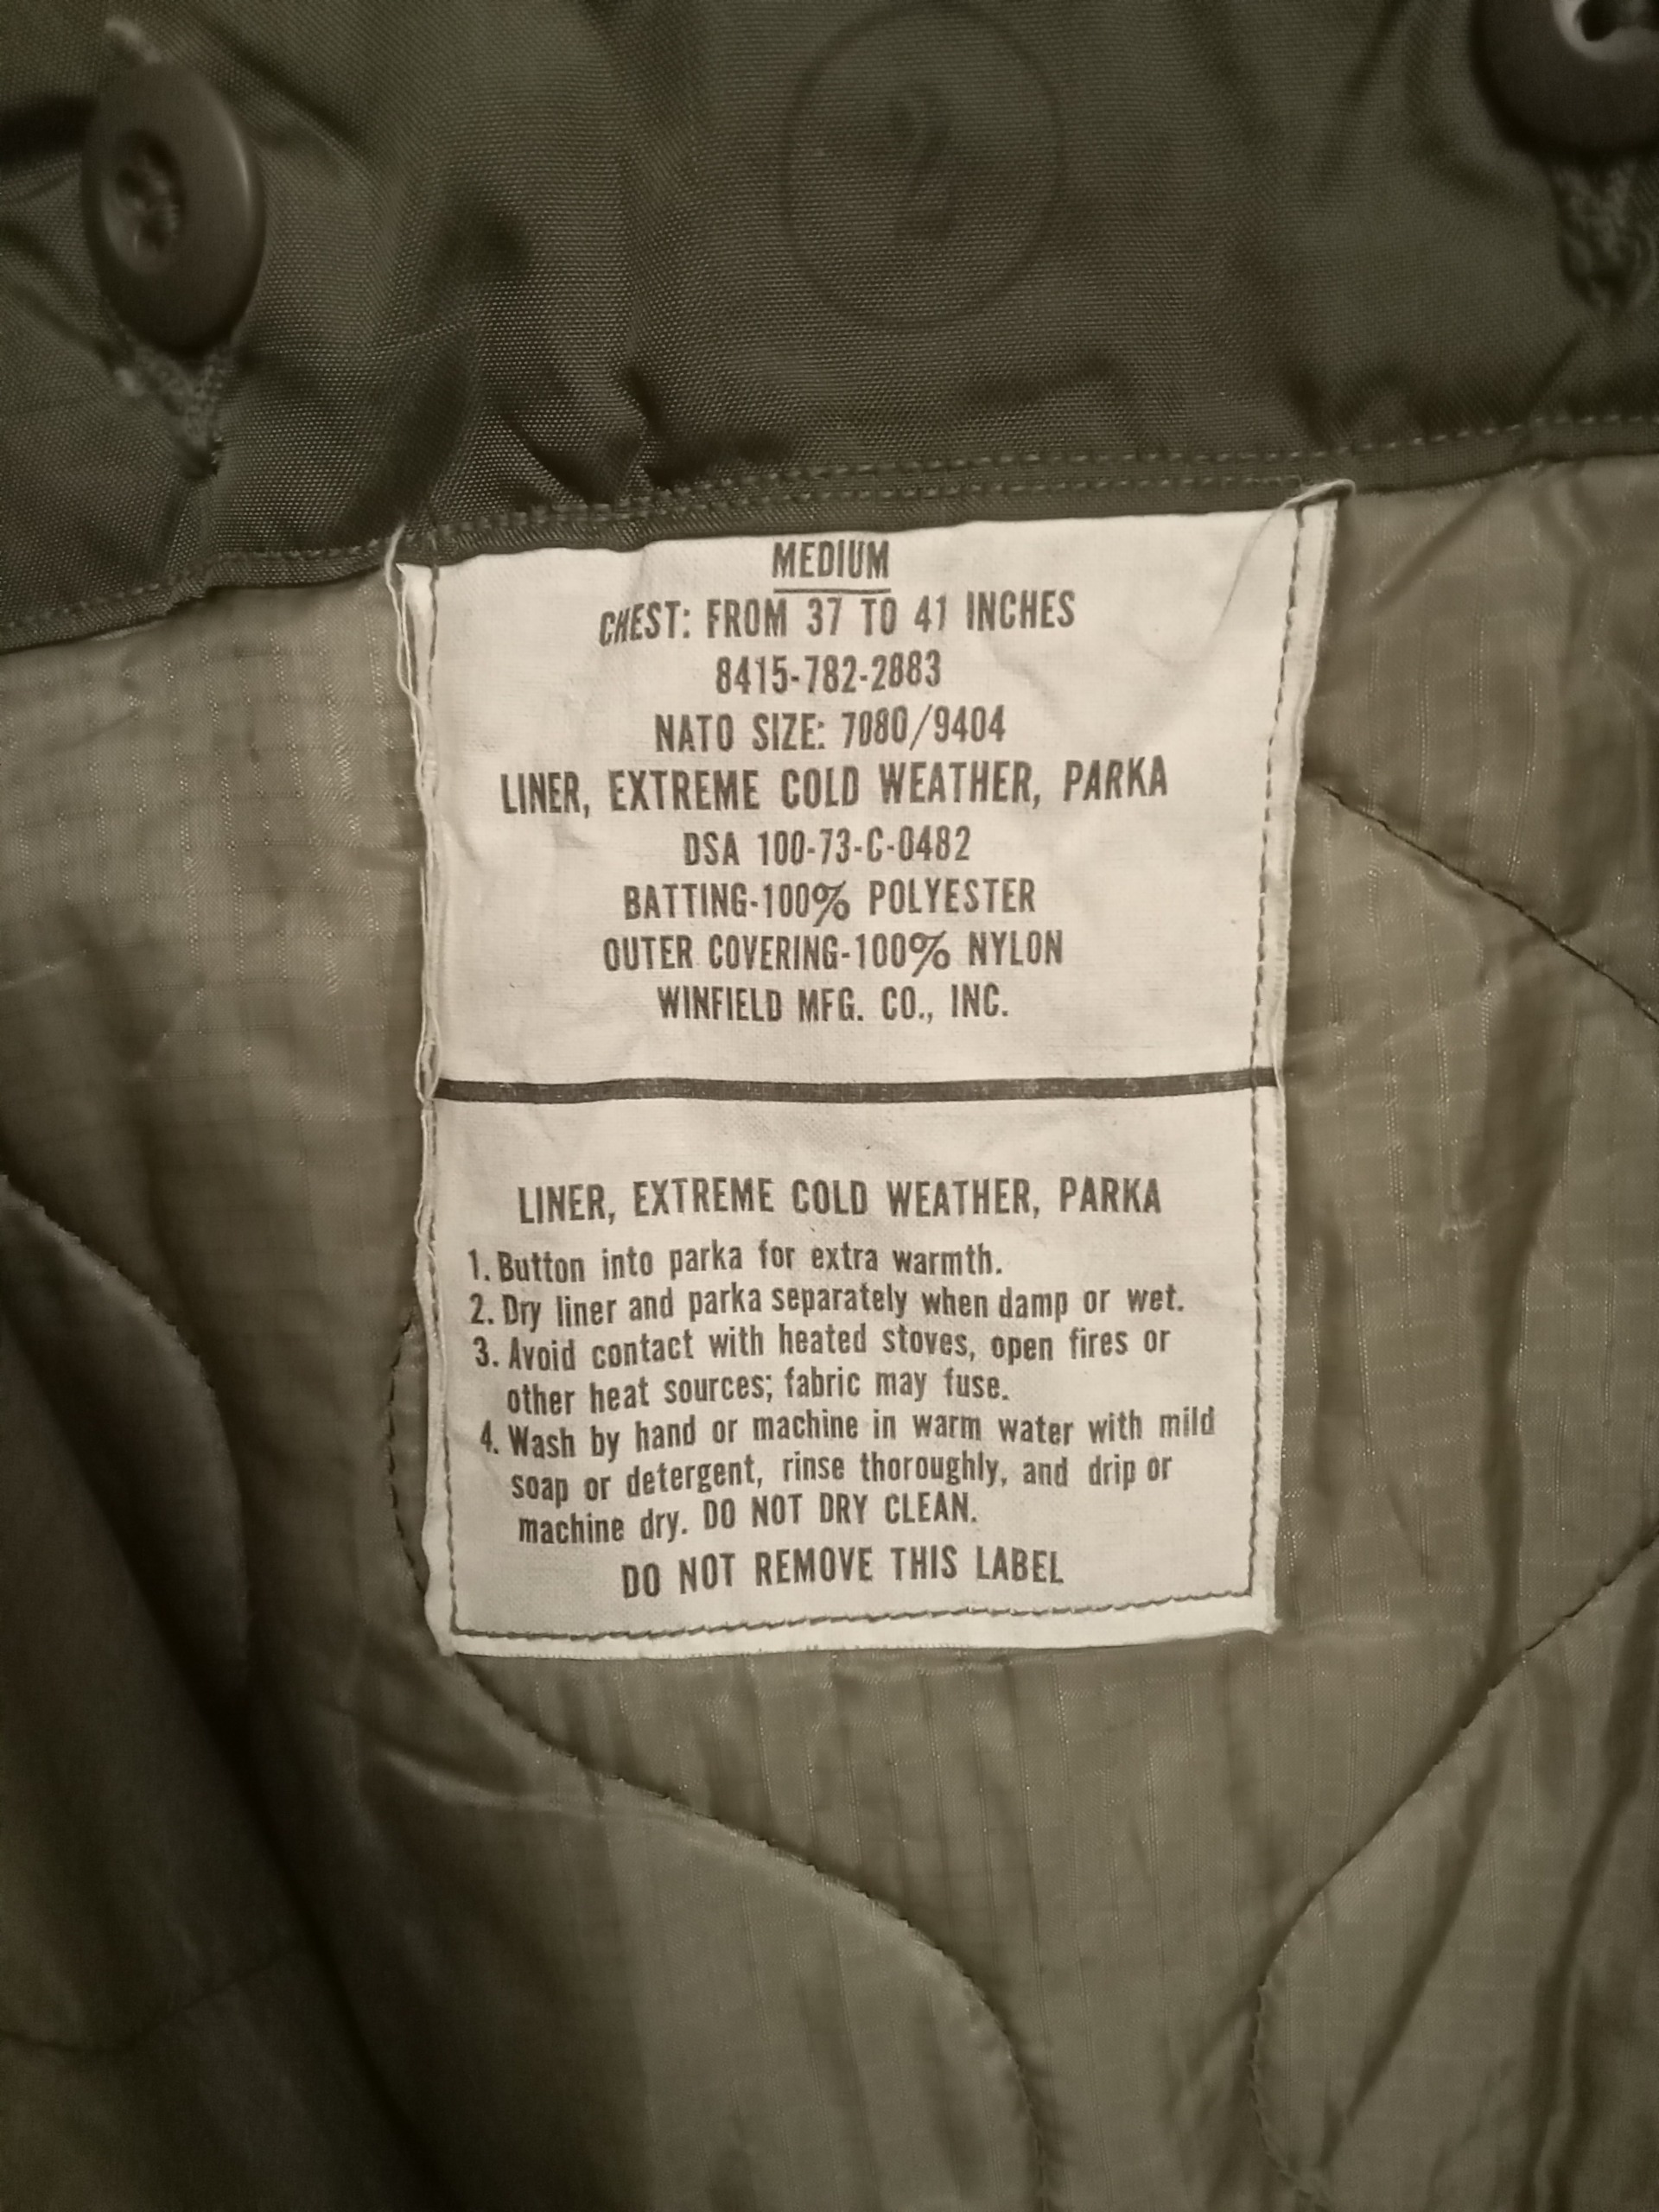 MEDIUM
CHEST: FROM 37 TO 41 INCHES
8415-782-2883
NATO SIZE: 7080/9404
LINER, EXTREME COLD WEATHER, PARKA
DSA 100-73-C-0482
BATTING-100% POLYESTER
OUTER COVERING-100% NYLON
WINFIELD MFG. CO., INC.
LINER, EXTREME COLD WEATHER, PARKA
1. Button into parka for extra warmth.
2. Dry liner and parka separately when damp or wet.
3. Avoid contact with heated stoves, open fires or
other heat sources; fabric may fuse.
4. Wash by hand or machine in warm water with mild
soap or detergent, rinse thoroughly, and drip or
machine dry. DO NOT DRY CLEAN.
DO NOT REMOVE THIS LABEL